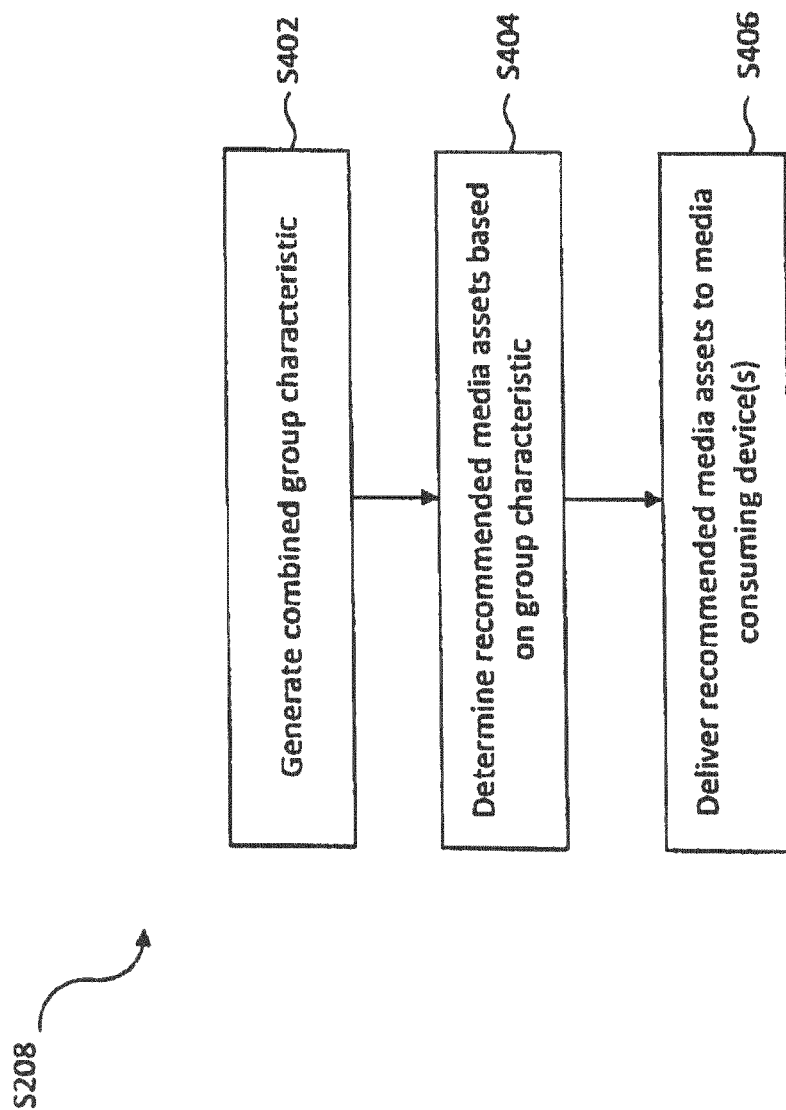 S208
Generate combined group characteristic
S402
Determine recommended media assets based
on group characteristic
S404
Deliver recommended media assets to media
consuming device(s)
S406